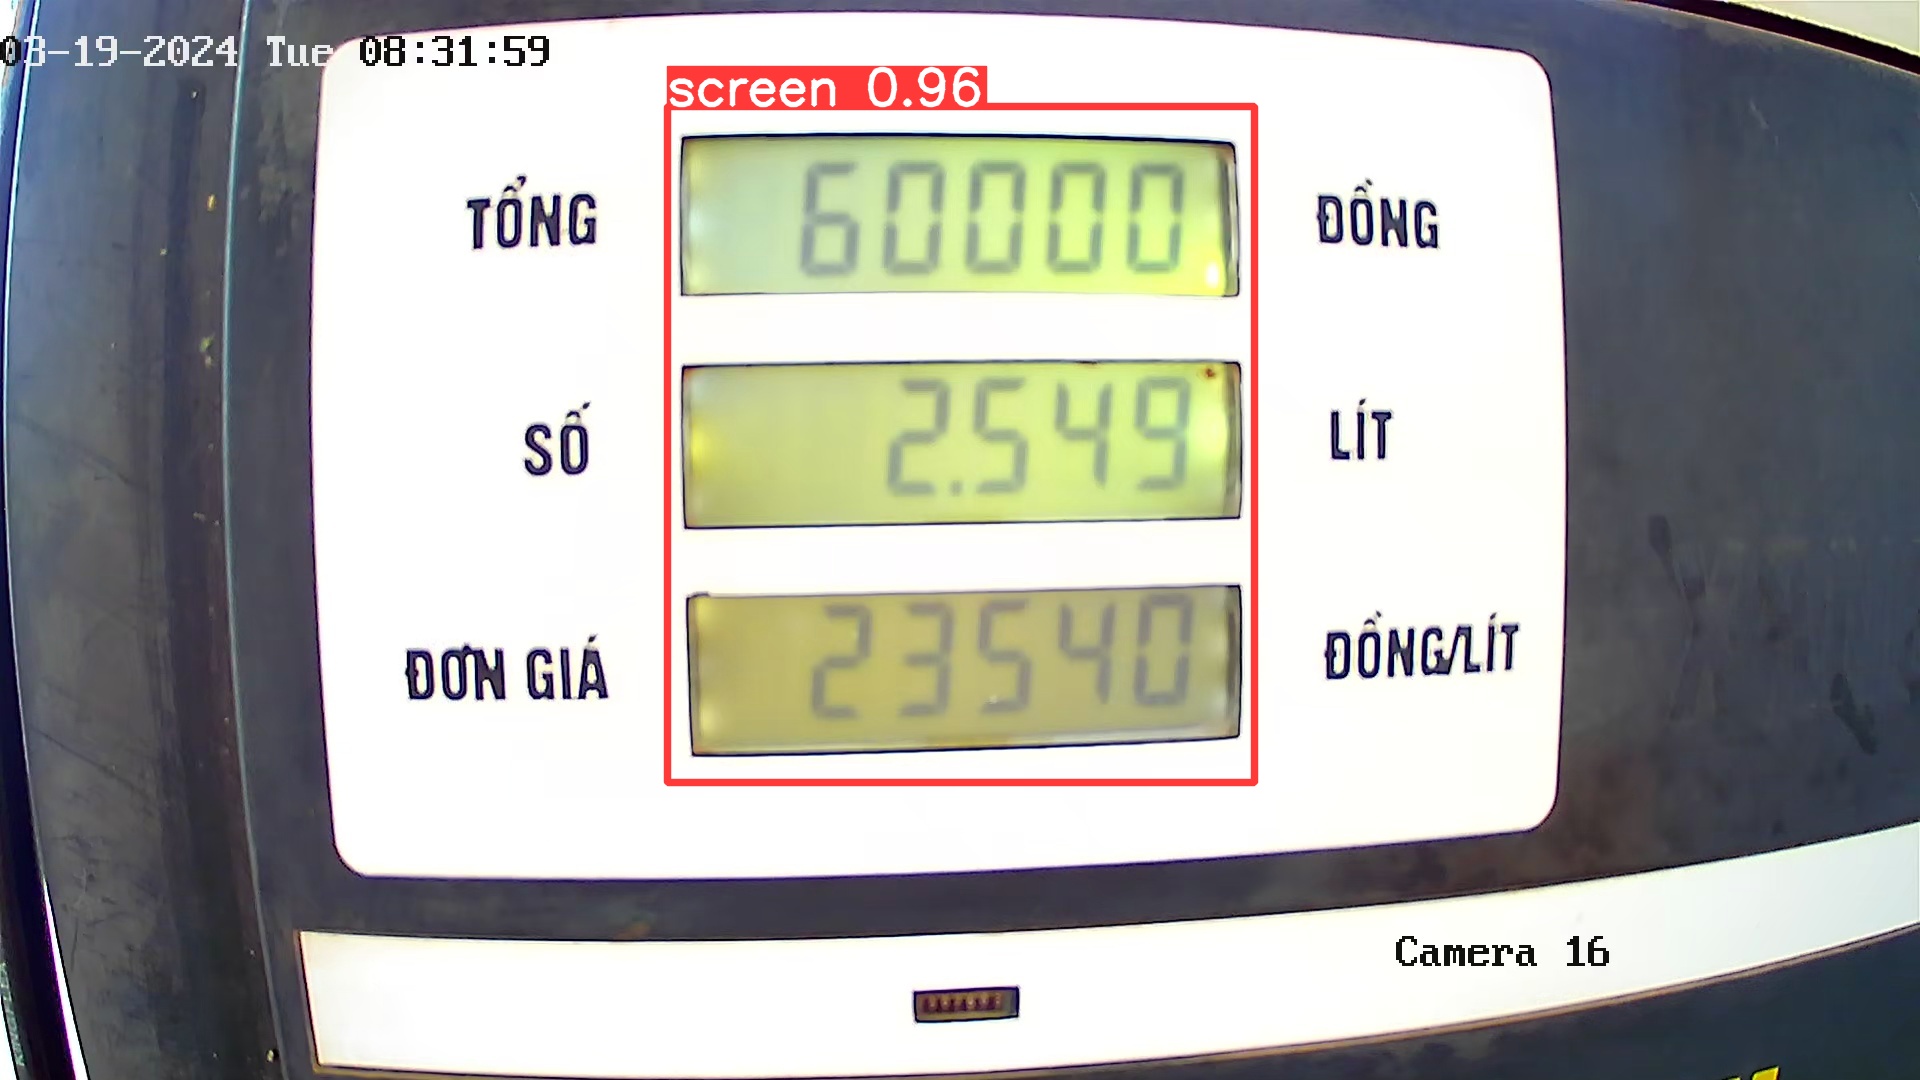 03-19-2024 Tue 08:31:59
screen 0.96
TỔNG 60000 ĐỒNG
SỐ 2.549 LÍT
ĐƠN GIÁ 23540 ĐỒNG/LÍT
Camera 16